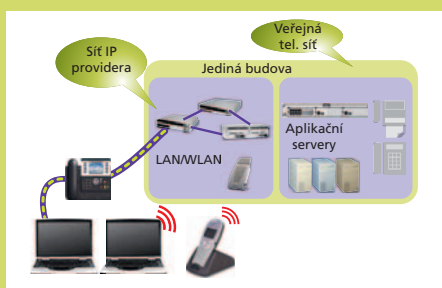 Veřejná
tel. síť
Síť IP
providera
Jediná budova
LAN/WLAN
Aplikační
servery